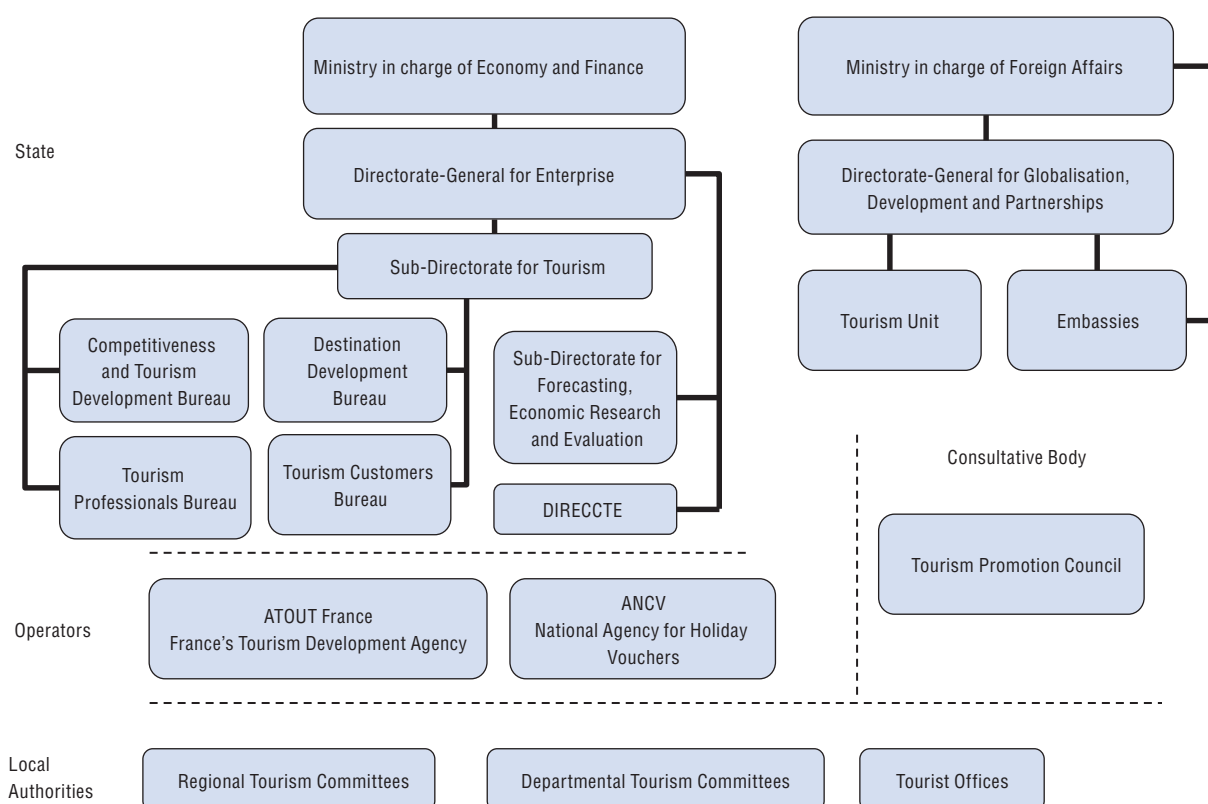 Ministry in charge of Economy and Finance
Ministry in charge of Foreign Affairs
State
Directorate-General for Enterprise
Directorate-General for Globalisation,
Development and Partnerships
Sub-Directorate for Tourism
Tourism Unit
Embassies
Competitiveness
and Tourism
Development Bureau
Destination
Development
Bureau
Sub-Directorate for
Forecasting,
Economic Research
and Evaluation
Tourism
Professionals Bureau
Tourism Customers
Bureau
DIRECCTE
Consultative Body
Tourism Promotion Council
Operators
ATOUT France
France’s Tourism Development Agency
ANCV
National Agency for Holiday
Vouchers
Local
Authorities
Regional Tourism Committees
Departmental Tourism Committees
Tourist Offices